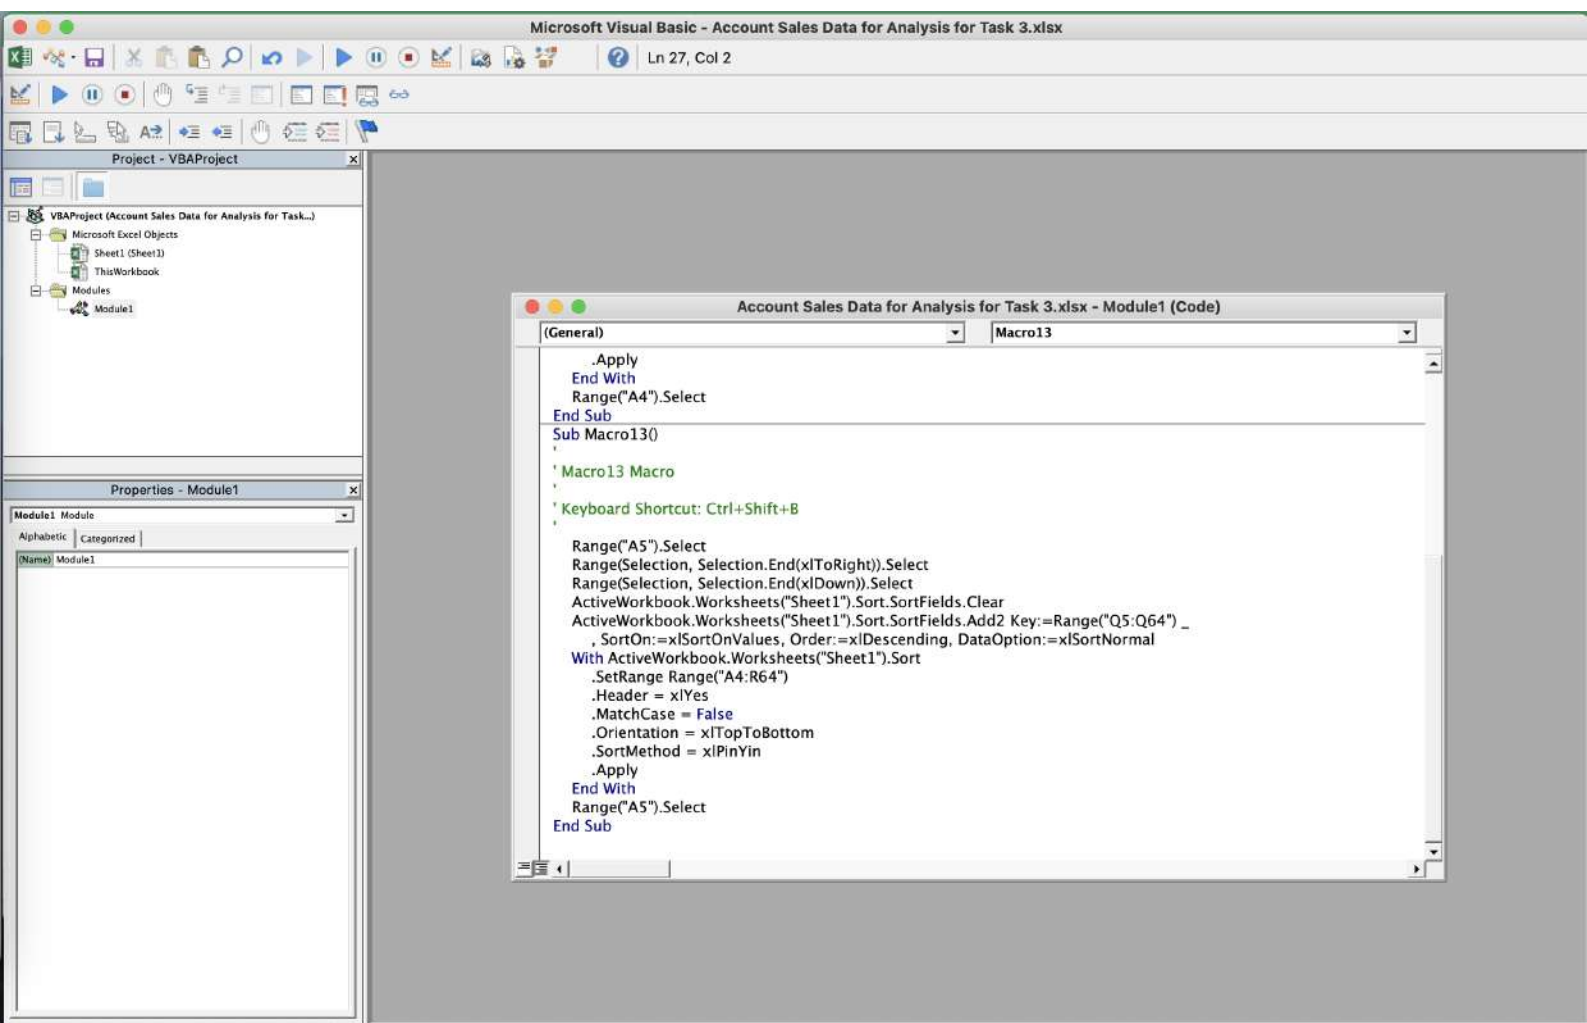 Microsoft Visual Basic - Account Sales Data for Analysis for Task 3.xlsx
Ln 27, Col 2
Project - VBAProject
VBAProject (Account Sales Data for Analysis for Task...)
Microsoft Excel Objects
Sheet1 (Sheet1)
ThisWorkbook
Modules
Module1
Properties - Module1
Module1 Module
Alphabetic Categorized
(Name) Module1
Account Sales Data for Analysis for Task 3.xlsx - Module1 (Code)
(General) Macro13
.Apply
End With
Range("A4").Select
End Sub
Sub Macro13()
'
' Macro13 Macro
'
' Keyboard Shortcut: Ctrl+Shift+B
'
Range("A5").Select
Range(Selection, Selection.End(xlToRight)).Select
Range(Selection, Selection.End(xlDown)).Select
ActiveWorkbook.Worksheets("Sheet1").Sort.SortFields.Clear
ActiveWorkbook.Worksheets("Sheet1").Sort.SortFields.Add2 Key:=Range("Q5:Q64") _
, SortOn:=xlSortOnValues, Order:=xlDescending, DataOption:=xlSortNormal
With ActiveWorkbook.Worksheets("Sheet1").Sort
.SetRange Range("A4:R64")
.Header = xlYes
.MatchCase = False
.Orientation = xlTopToBottom
.SortMethod = xlPinYin
.Apply
End With
Range("A5").Select
End Sub